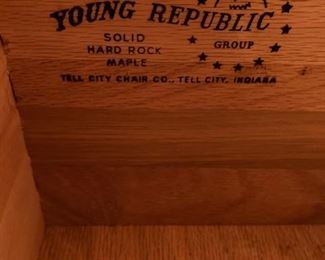 YOUNG REPUBLIC
SOLID
HARD ROCK
MAPLE
GROUP
TELL CITY CHAIR CO., TELL CITY, INDIANA